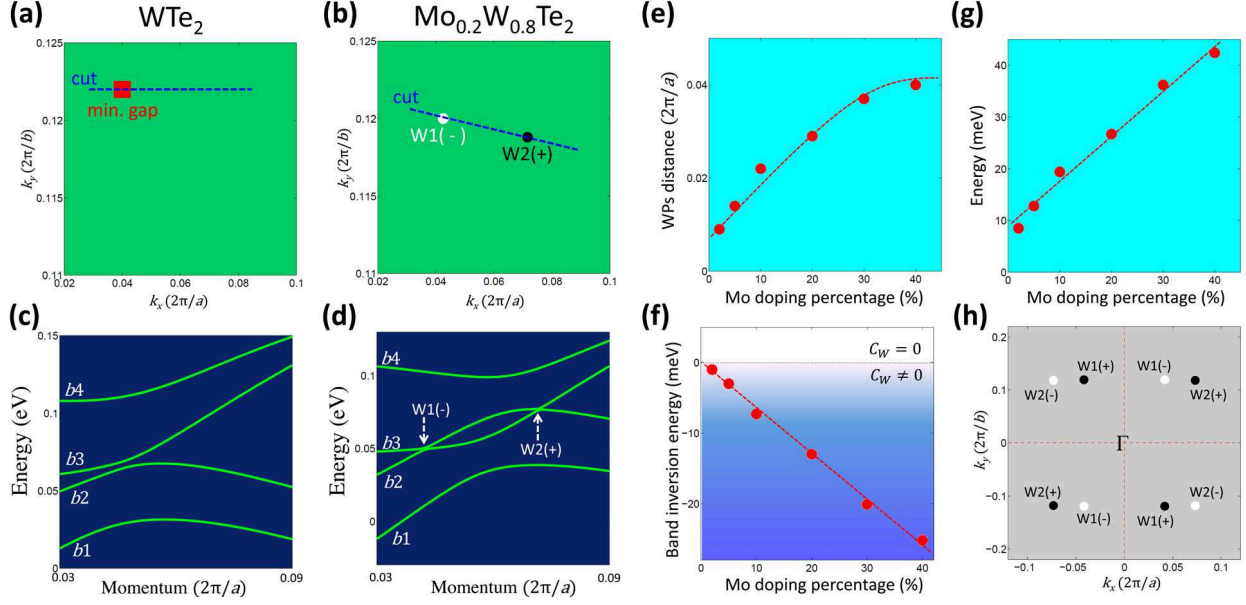 (a)
WTe2
0.125
0.12
0.11
ky (2π/b)
0.02
0.04
0.06
0.08
0.1
kx (2π/a)
cut
min. gap
(b)
Mo0.2W0.8Te2
0.125
0.12
0.11
ky (2π/b)
0.02
0.04
0.06
0.08
0.1
kx (2π/a)
cut
W1(-)
W2(+)
(c)
0.15
0.1
0.05
0
Energy (eV)
b4
b3
b2
b1
0.03
0.09
Momentum (2π/a)
(d)
0.1
0.05
0
Energy (eV)
b4
b3
b2
b1
W1(-)
W2(+)
0.03
0.09
Momentum (2π/a)
(e)
0.04
0.02
0
WPs distance (2π/a)
0
10
20
30
40
Mo doping percentage (%)
(f)
0
−10
−20
Band inversion energy (meV)
CW = 0
CW ≠ 0
0
10
20
30
40
Mo doping percentage (%)
(g)
40
30
20
10
0
Energy (meV)
0
10
20
30
40
Mo doping percentage (%)
(h)
0.2
0.1
0
−0.1
−0.2
ky (2π/b)
W1(+)
W1(-)
W2(-)
W2(+)
Γ
W2(+)
W2(-)
W1(-)
W1(+)
−0.1
−0.05
0
0.05
0.1
kx (2π/a)